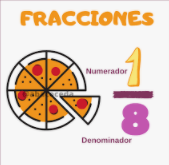 FRACCIONES
Numerador
1
8
Denominador